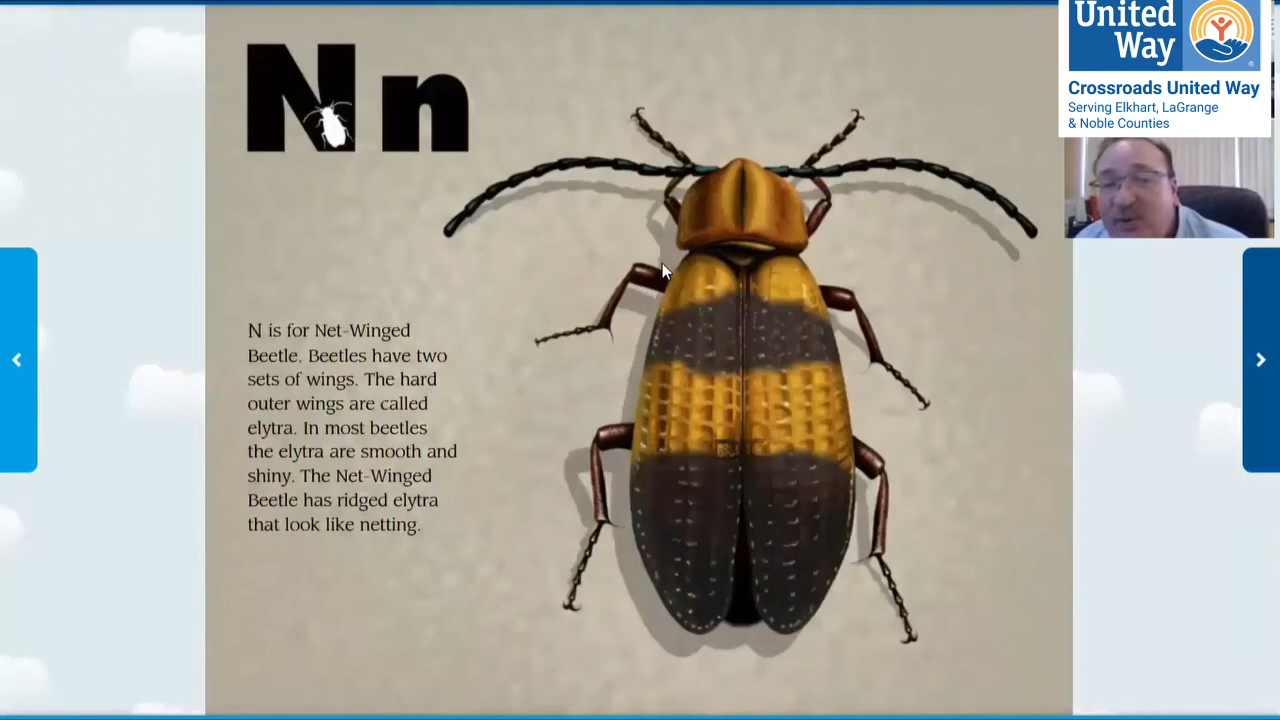 Nn
N is for Net-Winged
Beetle. Beetles have two
sets of wings. The hard
outer wings are called
elytra. In most beetles
the elytra are smooth and
shiny. The Net-Winged
Beetle has ridged elytra
that look like netting.
United
Way
®
Crossroads United Way
Serving Elkhart, LaGrange
& Noble Counties